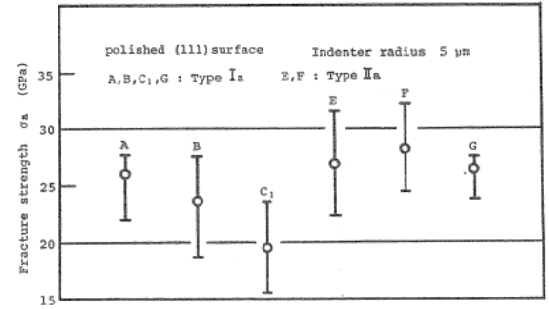 polished (111) surface Indenter radius 5 μm
A,B,C₁,G : Type Ia E,F : Type IIa
Fracture strength σa (GPa)
35
30
25
20
15
A
B
C₁
E
F
G